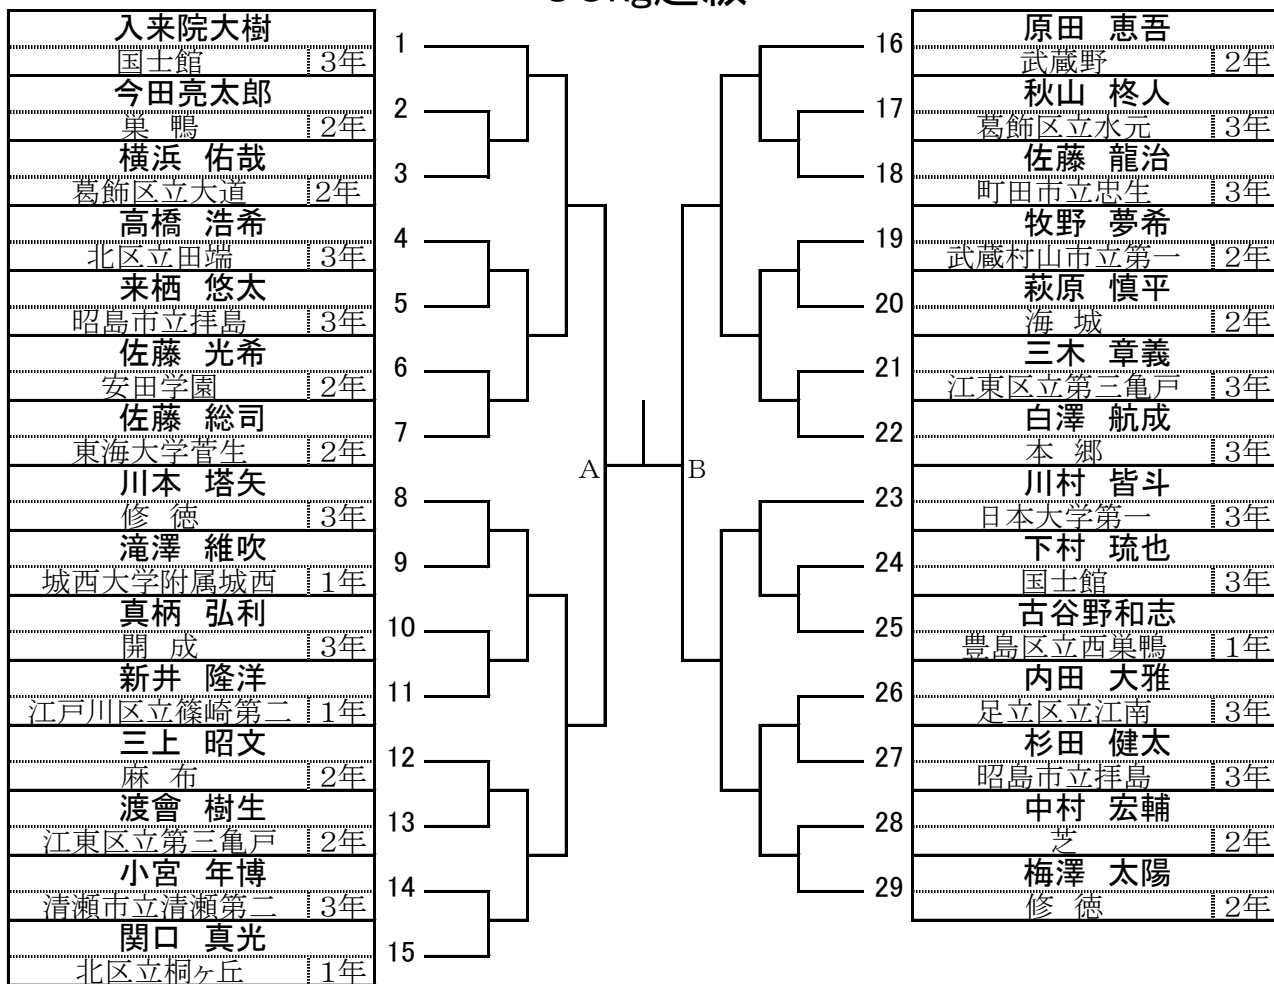 kg超級
入来院大樹
国士館 3年
1
今田亮太郎
巣 鴨 2年
2
横浜 佑哉
葛飾区立大道 2年
3
高橋 浩希
北区立田端 3年
4
来栖 悠太
昭島市立拝島 3年
5
佐藤 光希
安田学園 2年
6
佐藤 総司
東海大学菅生 2年
7
川本 塔矢
修 徳 3年
8
滝澤 維吹
城西大学附属城西 1年
9
真柄 弘利
開 成 3年
10
新井 隆洋
江戸川区立篠崎第二 1年
11
三上 昭文
麻 布 2年
12
渡會 樹生
江東区立第三亀戸 2年
13
小宮 年博
清瀬市立清瀬第二 3年
14
関口 真光
北区立桐ヶ丘 1年
15
A
B
16
原田 恵吾
武蔵野 2年
17
秋山 柊人
葛飾区立水元 3年
18
佐藤 龍治
町田市立忠生 3年
19
牧野 夢希
武蔵村山市立第一 2年
20
萩原 慎平
海 城 2年
21
三木 章義
江東区立第三亀戸 3年
22
白澤 航成
本 郷 3年
23
川村 皆斗
日本大学第一 3年
24
下村 琉也
国士館 3年
25
古谷野和志
豊島区立西巣鴨 1年
26
内田 大雅
足立区立江南 3年
27
杉田 健太
昭島市立拝島 3年
28
中村 宏輔
芝 2年
29
梅澤 太陽
修 徳 2年